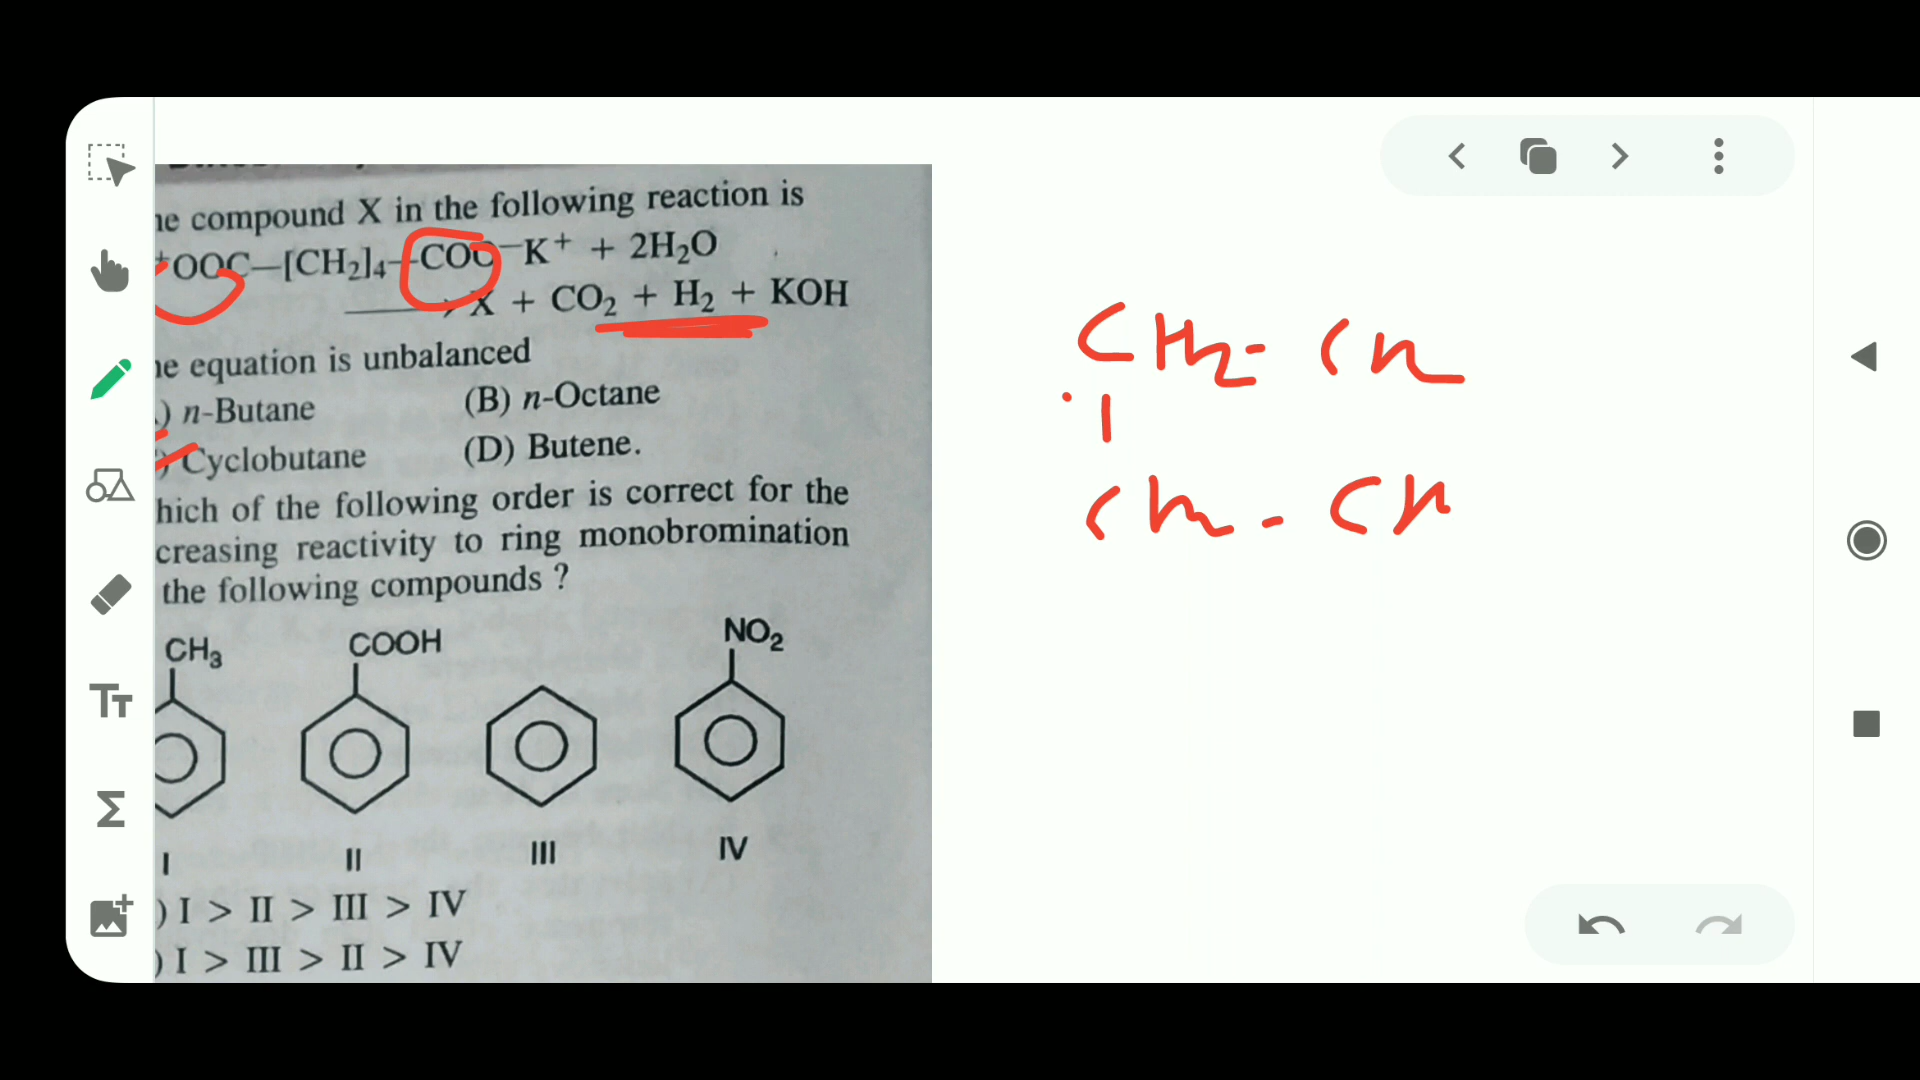 he compound X in the following reaction is
⁺OOC—[CH₂]₄—COO⁻K⁺ + 2H₂O
⟶ X + CO₂ + H₂ + KOH
he equation is unbalanced
) n-Butane (B) n-Octane
) Cyclobutane (D) Butene.
hich of the following order is correct for the
creasing reactivity to ring monobromination
the following compounds ?
CH₃ COOH NO₂
I II III IV
) I > II > III > IV
) I > III > II > IV
CH₂ - CH₂
CH₂ - CH
Tт
Σ